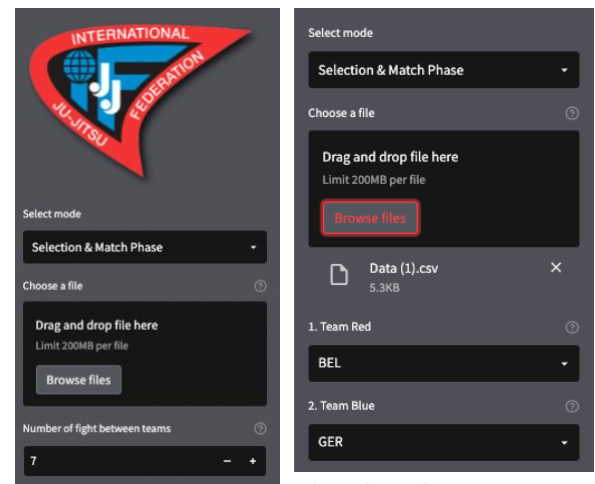 INTERNATIONAL
JU-JITSU
FEDERATION
JJ
IF
Select mode
Selection & Match Phase
Choose a file
Drag and drop file here
Limit 200MB per file
Browse files
Number of fight between teams
7
Select mode
Selection & Match Phase
Choose a file
Drag and drop file here
Limit 200MB per file
Browse files
Data (1).csv
5.3KB
1. Team Red
BEL
2. Team Blue
GER